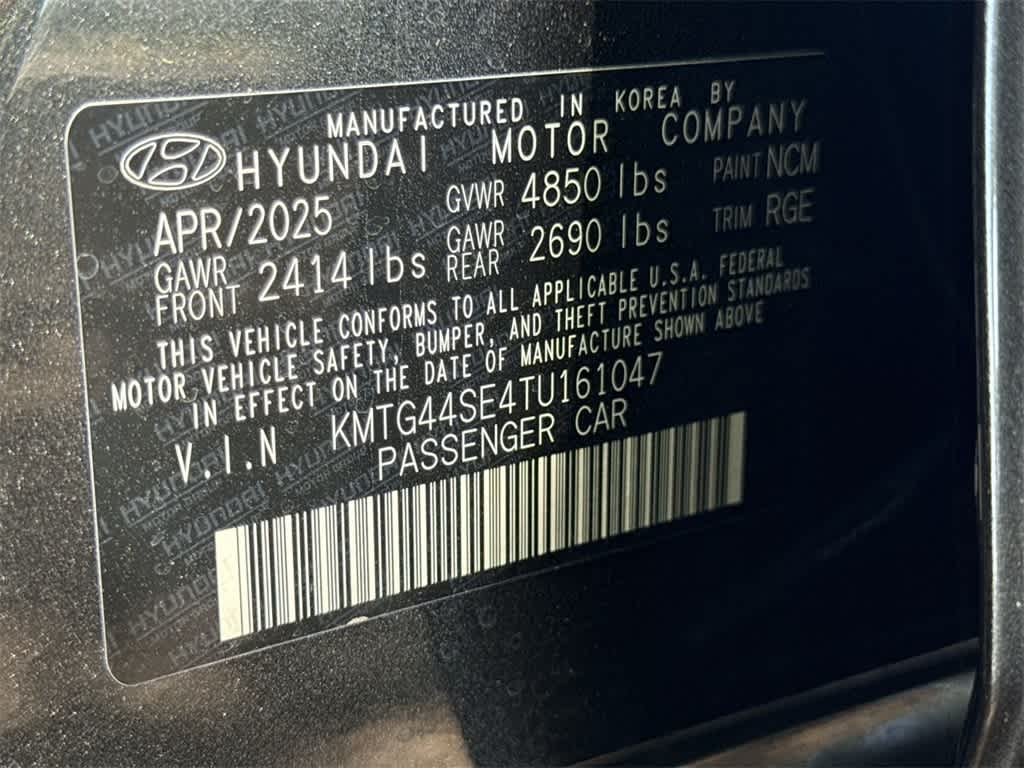 MANUFACTURED IN KOREA BY
HYUNDAI MOTOR COMPANY
APR/2025 GVWR 4850 lbs PAINT NCM
GAWR FRONT 2414 lbs GAWR REAR 2690 lbs TRIM RGE
THIS VEHICLE CONFORMS TO ALL APPLICABLE U.S.A. FEDERAL
MOTOR VEHICLE SAFETY, BUMPER, AND THEFT PREVENTION STANDARDS
IN EFFECT ON THE DATE OF MANUFACTURE SHOWN ABOVE
V.I.N KMTG44SE4TU161047
PASSENGER CAR